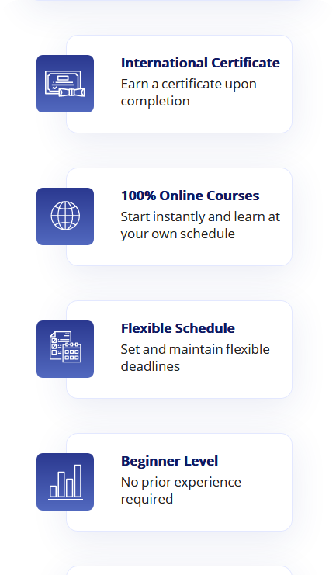 International Certificate
Earn a certificate upon
completion
100% Online Courses
Start instantly and learn at
your own schedule
Flexible Schedule
Set and maintain flexible
deadlines
Beginner Level
No prior experience
required